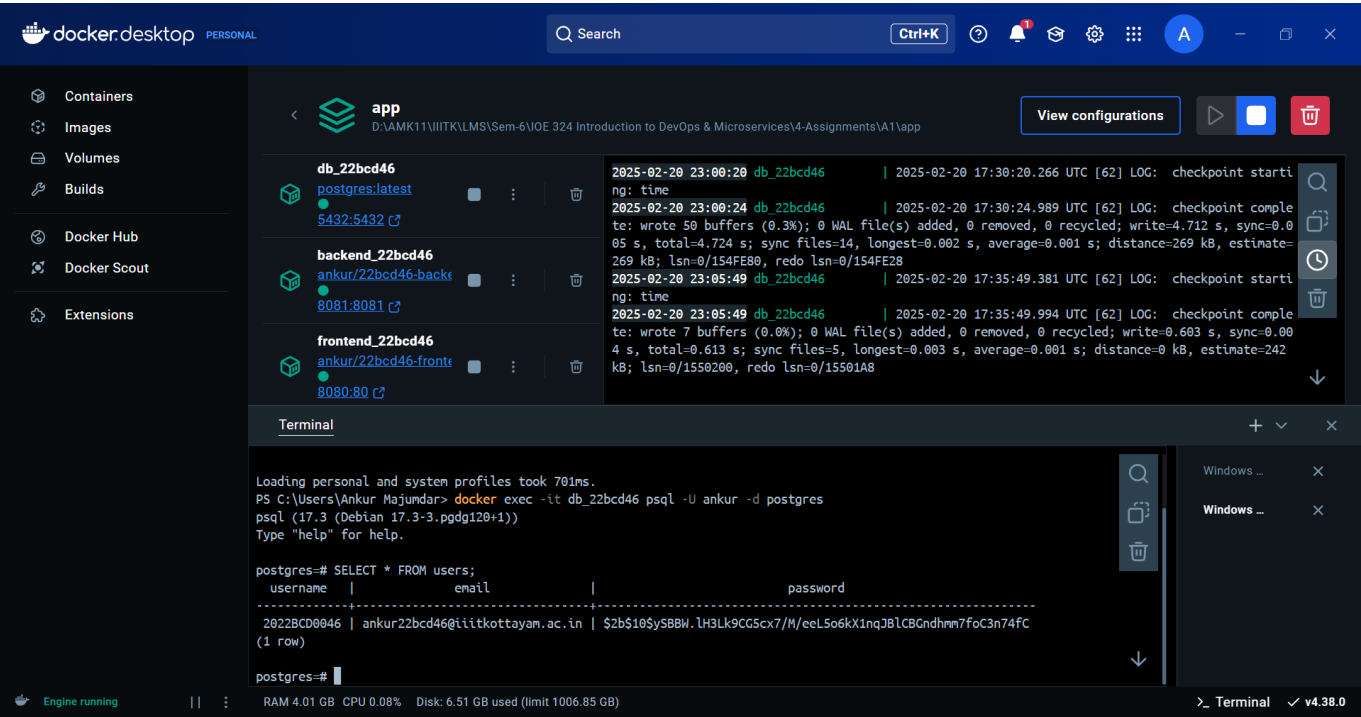 docker.desktop PERSONAL
Search
Ctrl+K
1
A
Containers
Images
Volumes
Builds
Docker Hub
Docker Scout
Extensions
app
D:\AMK11\IIITK\LMS\Sem-6\IOE 324 Introduction to DevOps & Microservices\4-Assignments\A1\app
View configurations
db_22bcd46
postgres:latest
5432:5432
backend_22bcd46
ankur/22bcd46-backe
8081:8081
frontend_22bcd46
ankur/22bcd46-fronte
8080:80
2025-02-20 23:00:20 db_22bcd46 | 2025-02-20 17:30:20.266 UTC [62] LOG: checkpoint starti
ng: time
2025-02-20 23:00:24 db_22bcd46 | 2025-02-20 17:30:24.989 UTC [62] LOG: checkpoint comple
te: wrote 50 buffers (0.3%); 0 WAL file(s) added, 0 removed, 0 recycled; write=4.712 s, sync=0.0
05 s, total=4.724 s; sync files=14, longest=0.002 s, average=0.001 s; distance=269 kB, estimate=
269 kB; lsn=0/154FE80, redo lsn=0/154FE28
2025-02-20 23:05:49 db_22bcd46 | 2025-02-20 17:35:49.381 UTC [62] LOG: checkpoint starti
ng: time
2025-02-20 23:05:49 db_22bcd46 | 2025-02-20 17:35:49.994 UTC [62] LOG: checkpoint comple
te: wrote 7 buffers (0.0%); 0 WAL file(s) added, 0 removed, 0 recycled; write=0.603 s, sync=0.00
4 s, total=0.613 s; sync files=5, longest=0.003 s, average=0.001 s; distance=0 kB, estimate=242
kB; lsn=0/1550200, redo lsn=0/15501A8
Terminal
Loading personal and system profiles took 701ms.
PS C:\Users\Ankur Majumdar> docker exec -it db_22bcd46 psql -U ankur -d postgres
psql (17.3 (Debian 17.3-3.pgdg120+1))
Type "help" for help.
postgres=# SELECT * FROM users;
username | email | password
-------------+------------------------------+--------------------------------------------------------------
2022BCD0046 | ankur22bcd46@iiitkottayam.ac.in | $2b$10$ySBBW.lH3Lk9CG5cx7/M/eeL5o6kX1nqJBlCBGndhmm7foC3n74fC
(1 row)
postgres=#
Windows ...
Windows ...
Engine running
RAM 4.01 GB CPU 0.08% Disk: 6.51 GB used (limit 1006.85 GB)
>_ Terminal
v4.38.0